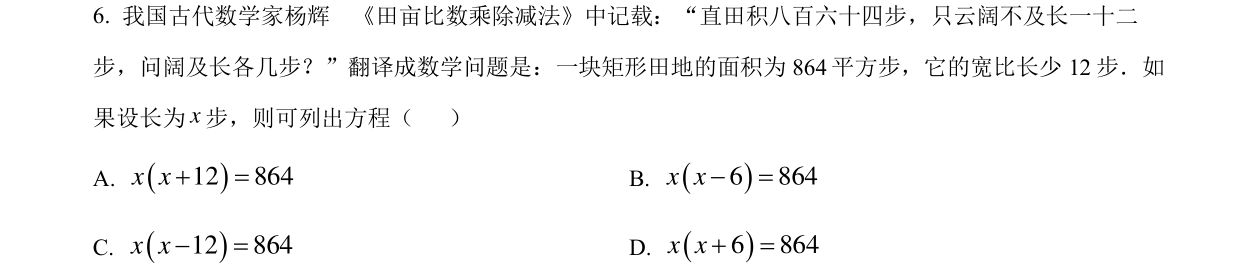 6. 我国古代数学家杨辉 《田亩比数乘除减法》中记载：“直田积八百六十四步，只云阔不及长一十二
步，问阔及长各几步？”翻译成数学问题是：一块矩形田地的面积为 864 平方步，它的宽比长少 12 步．如
果设长为 x 步，则可列出方程（ ）
A. x(x+12)=864 B. x(x−6)=864
C. x(x−12)=864 D. x(x+6)=864